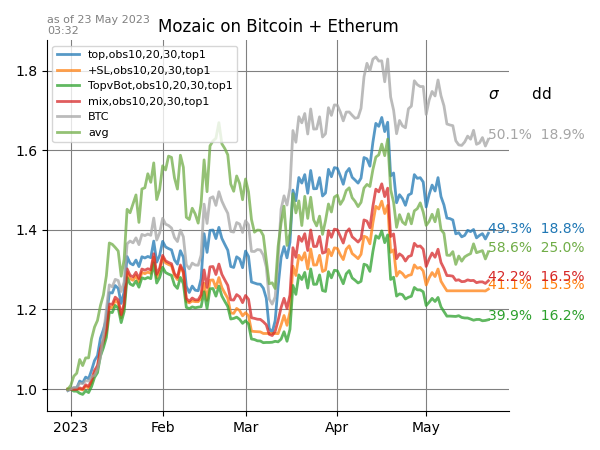 as of 23 May 2023
03:32
Mozaic on Bitcoin + Etherum
top,obs10,20,30,top1
+SL,obs10,20,30,top1
TopvBot,obs10,20,30,top1
mix,obs10,20,30,top1
BTC
avg
σ dd
50.1% 18.9%
49.3% 18.8%
58.6% 25.0%
42.2% 16.5%
41.1% 15.3%
39.9% 16.2%
1.8
1.6
1.4
1.2
1.0
2023 Feb Mar Apr May